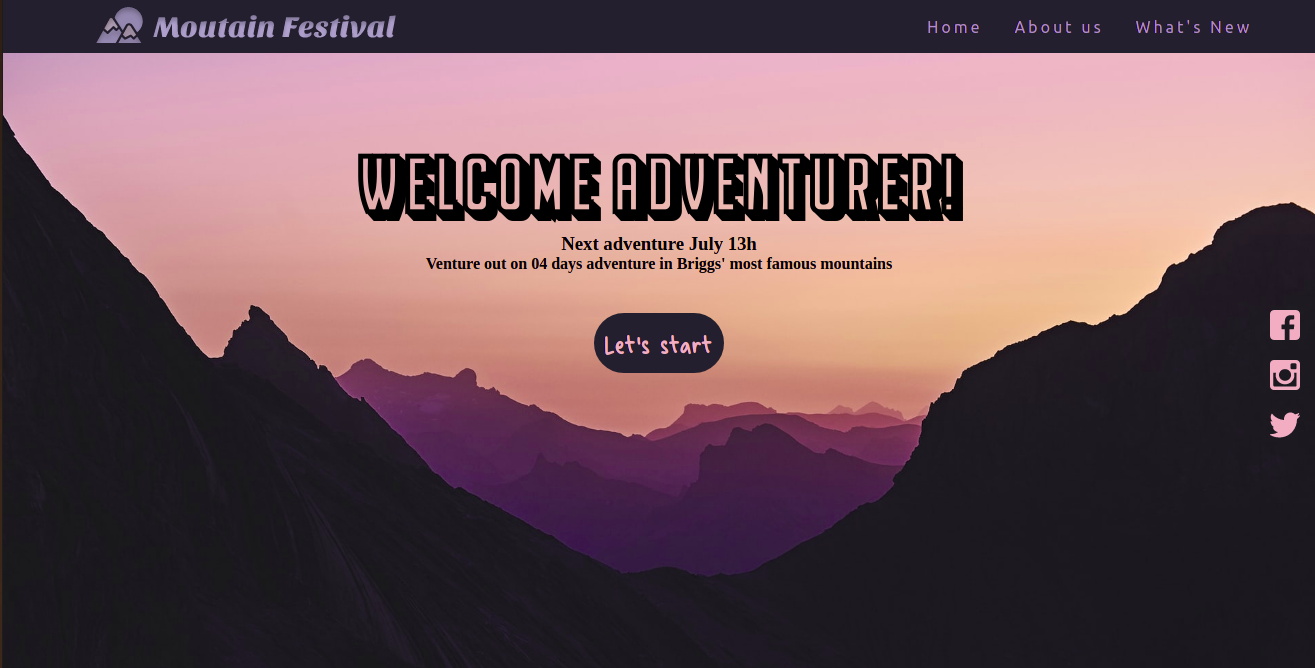 Moutain Festival
Home
About us
What's New
WELCOME ADVENTURER!
Next adventure July 13h
Venture out on 04 days adventure in Briggs' most famous mountains
Let's start